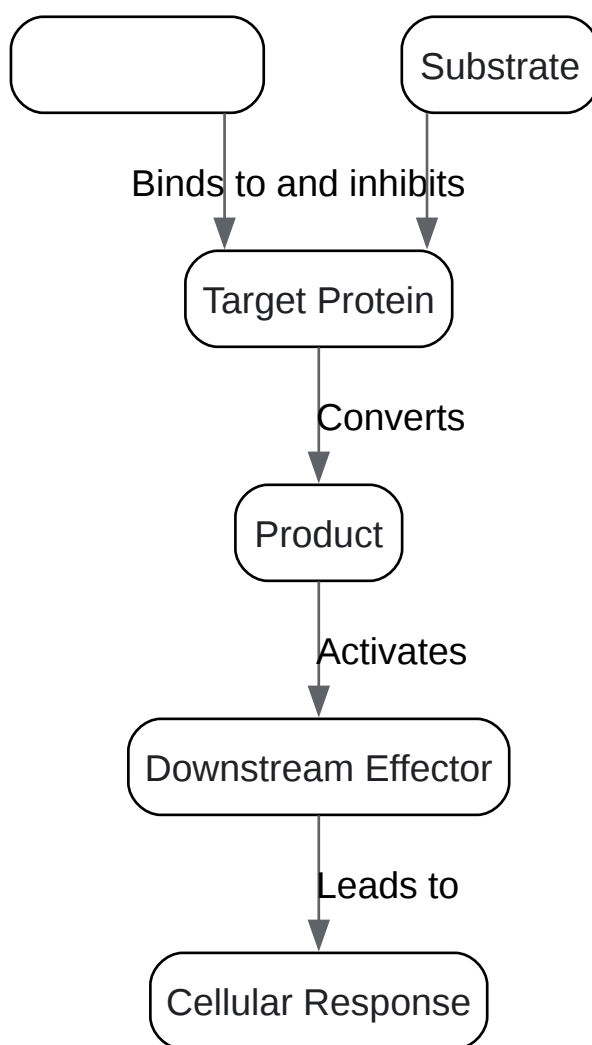 Substrate
Binds to and inhibits
Target Protein
Converts
Product
Activates
Downstream Effector
Leads to
Cellular Response